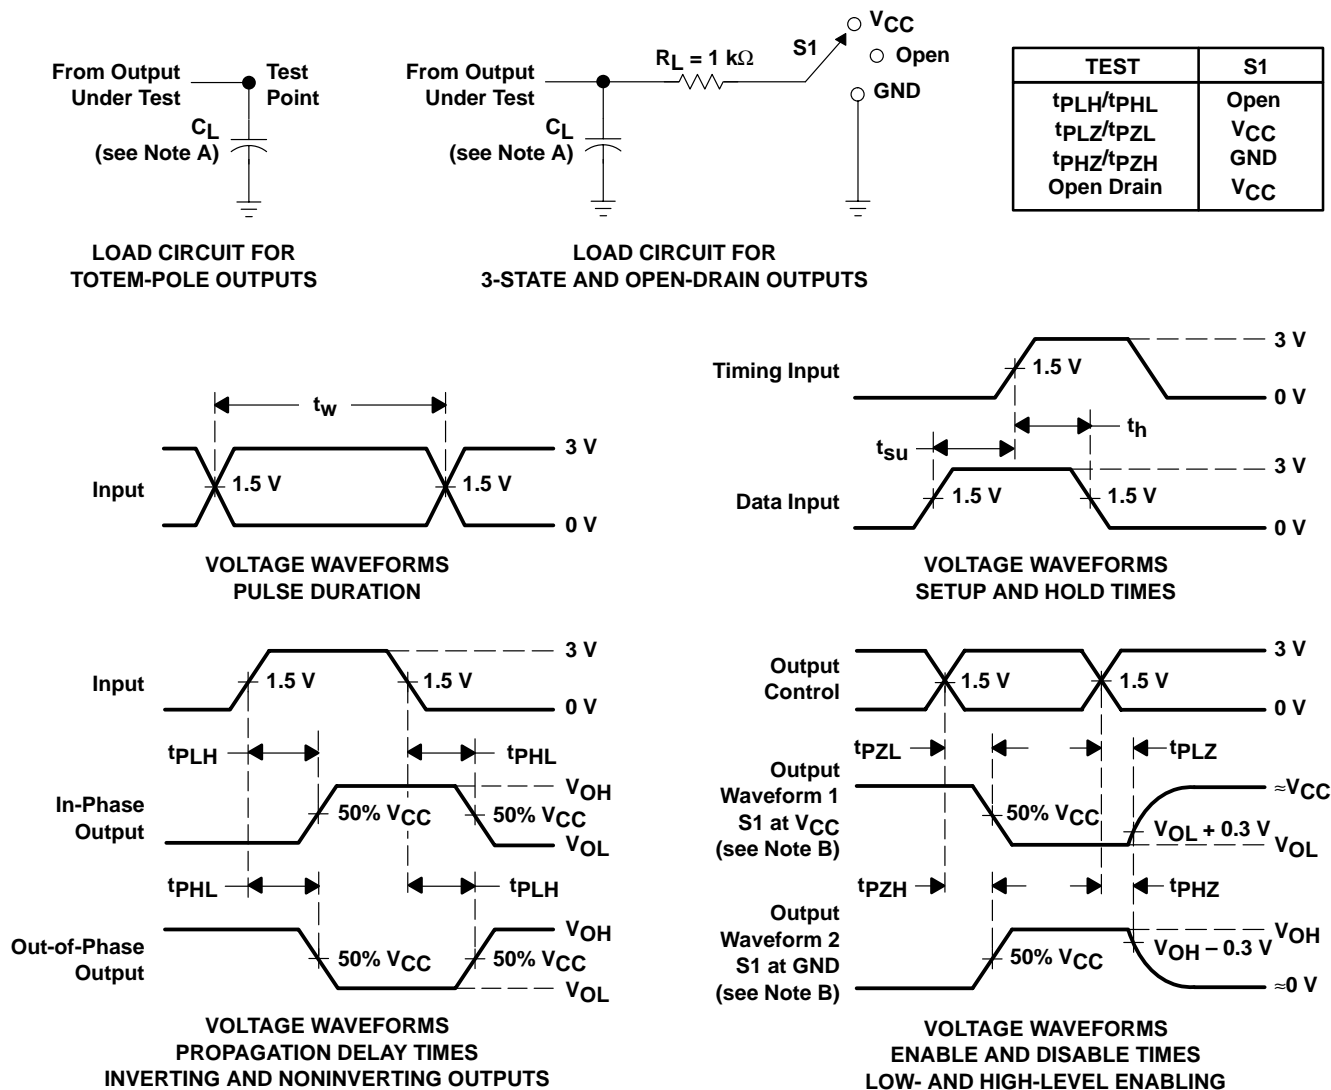 From Output
Under Test
Test
Point
CL
(see Note A)
LOAD CIRCUIT FOR
TOTEM-POLE OUTPUTS
From Output
Under Test
RL = 1 kΩ
S1
VCC
Open
GND
CL
(see Note A)
LOAD CIRCUIT FOR
3-STATE AND OPEN-DRAIN OUTPUTS
TEST S1
tPLH/tPHL Open
tPLZ/tPZL VCC
tPHZ/tPZH GND
Open Drain VCC
tw
Input
1.5 V
1.5 V
3 V
0 V
VOLTAGE WAVEFORMS
PULSE DURATION
Timing Input
1.5 V
3 V
0 V
th
tsu
Data Input
1.5 V
1.5 V
3 V
0 V
VOLTAGE WAVEFORMS
SETUP AND HOLD TIMES
Input
1.5 V
1.5 V
3 V
0 V
tPLH
tPHL
In-Phase
Output
50% VCC
50% VCC
VOH
VOL
tPHL
tPLH
Out-of-Phase
Output
50% VCC
50% VCC
VOH
VOL
VOLTAGE WAVEFORMS
PROPAGATION DELAY TIMES
INVERTING AND NONINVERTING OUTPUTS
Output
Control
1.5 V
1.5 V
3 V
0 V
tPZL
tPLZ
Output
Waveform 1
S1 at VCC
(see Note B)
50% VCC
VOL + 0.3 V
≈VCC
VOL
tPZH
tPHZ
Output
Waveform 2
S1 at GND
(see Note B)
50% VCC
VOH − 0.3 V
VOH
≈0 V
VOLTAGE WAVEFORMS
ENABLE AND DISABLE TIMES
LOW- AND HIGH-LEVEL ENABLING